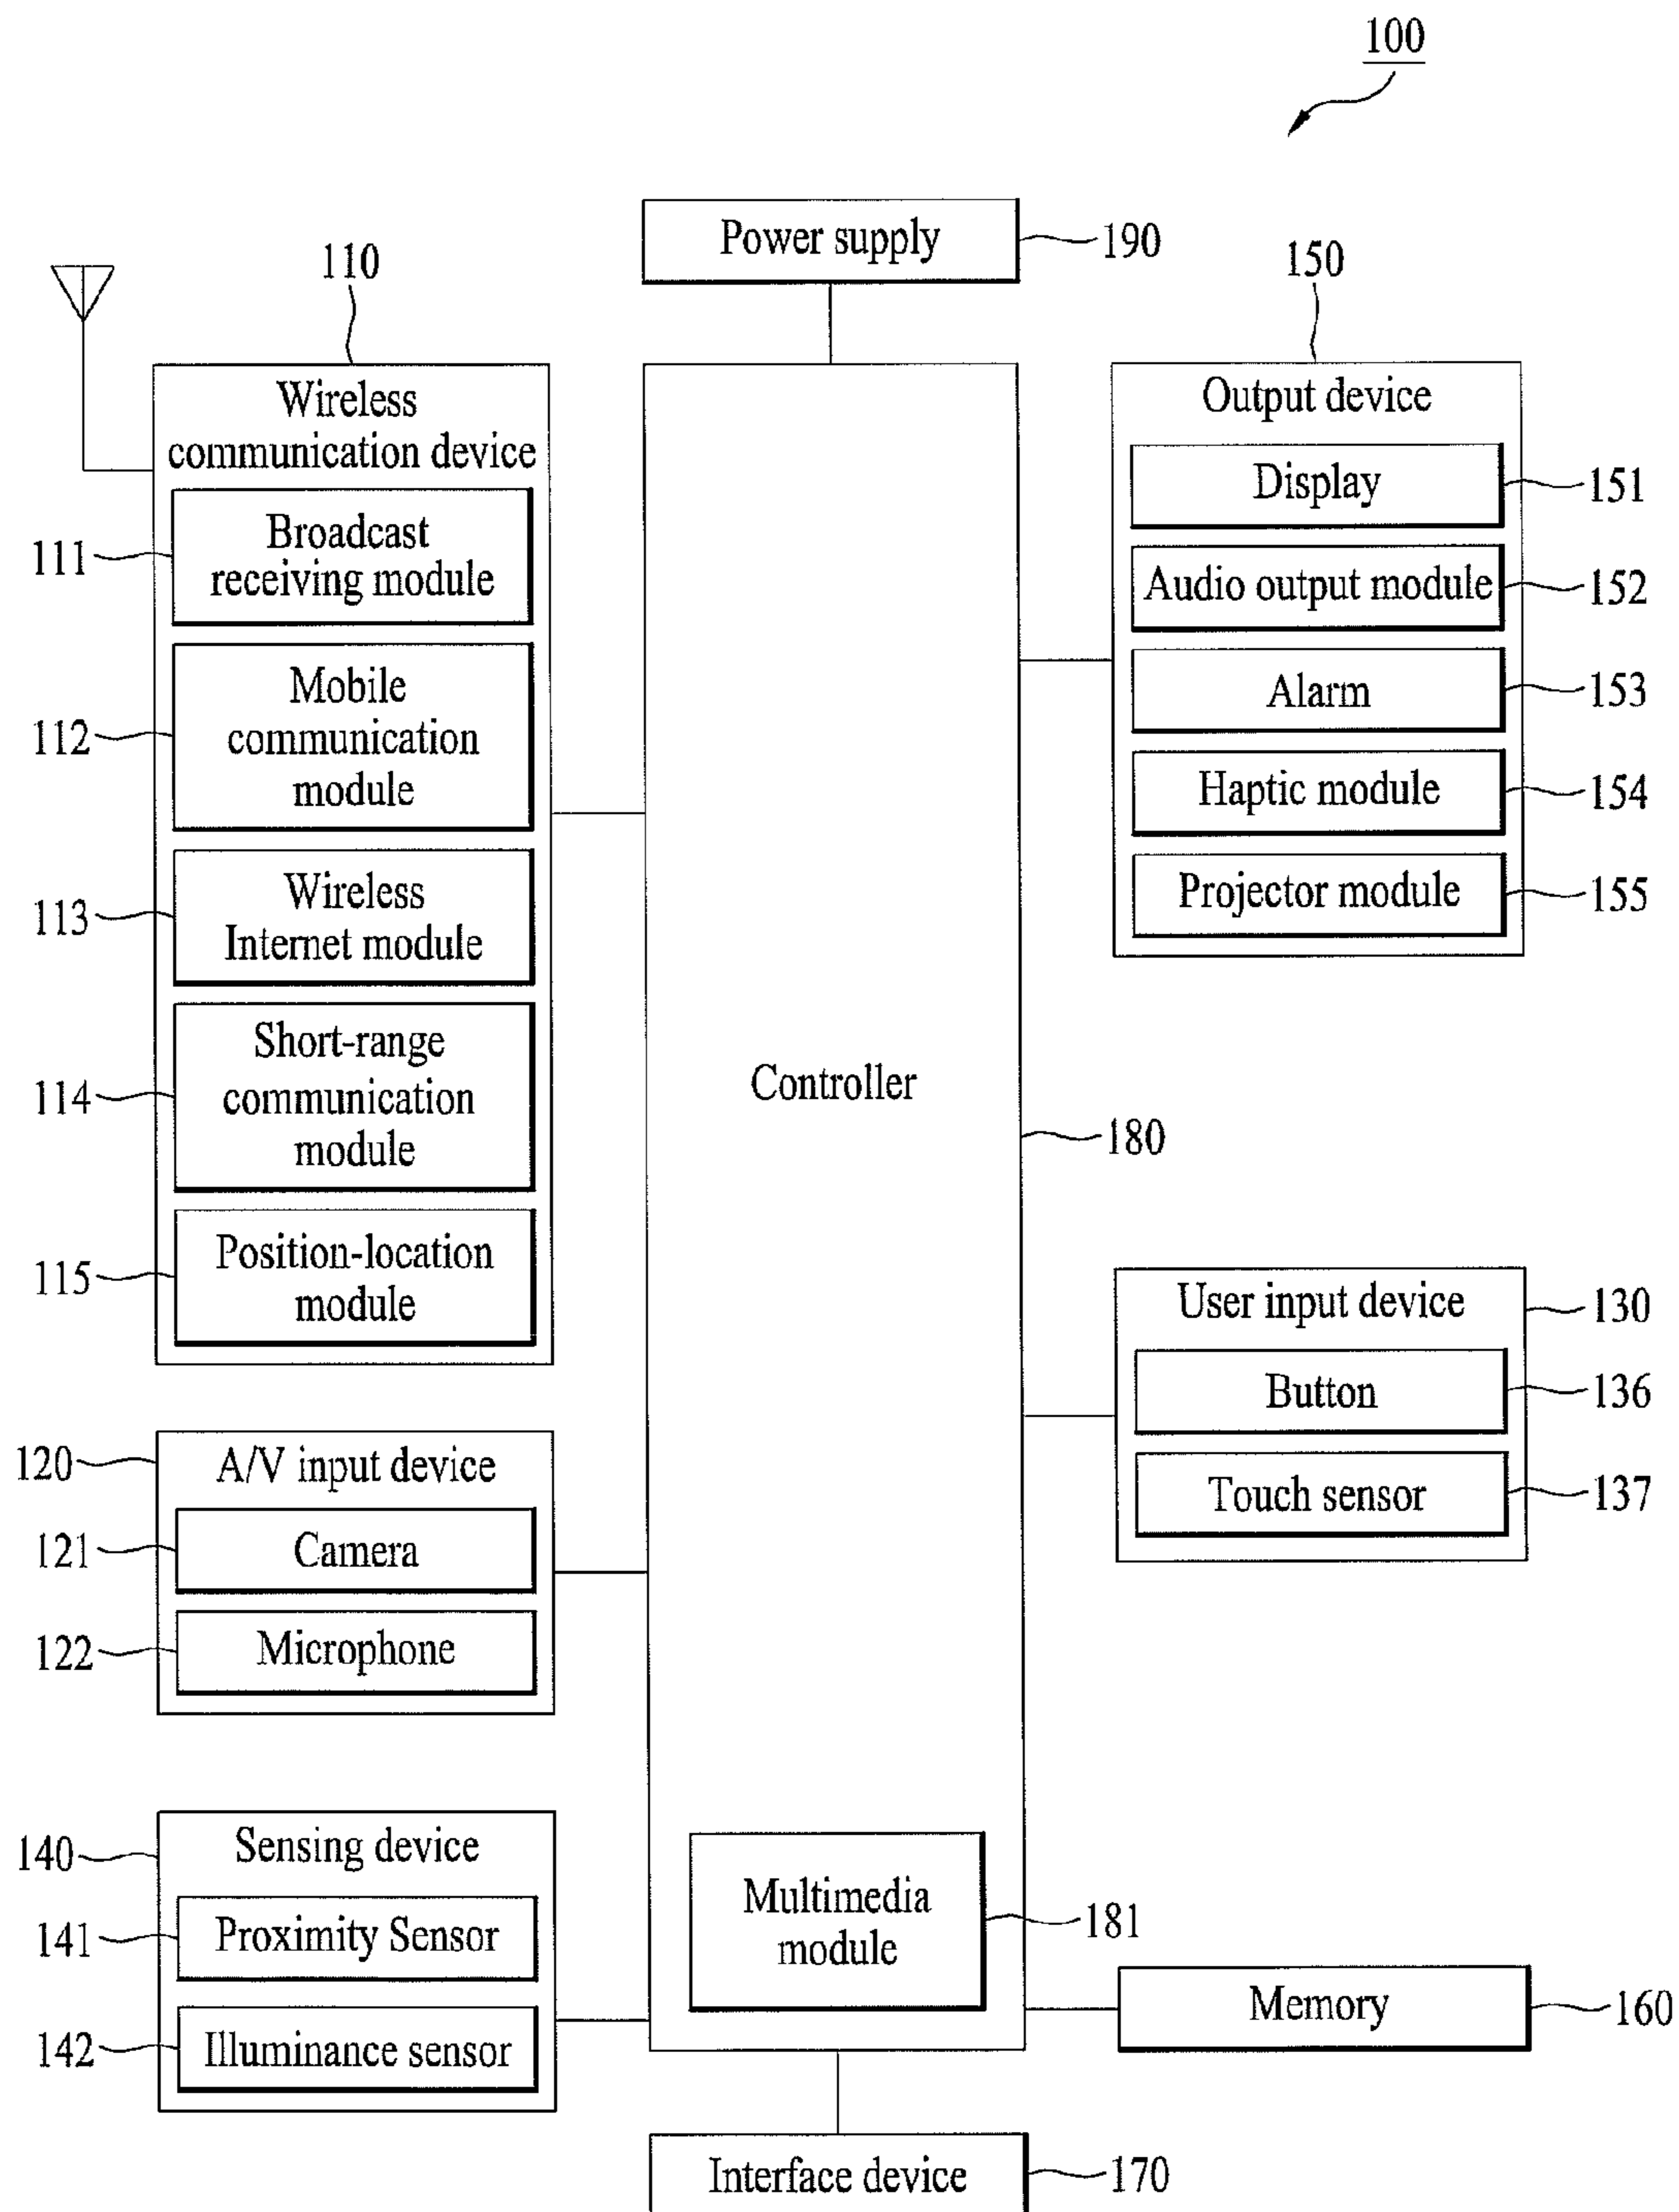 100
Power supply
190
110
Wireless
communication device
111
Broadcast
receiving module
112
Mobile
communication
module
113
Wireless
Internet module
114
Short-range
communication
module
115
Position-location
module
120
A/V input device
121
Camera
122
Microphone
140
Sensing device
141
Proximity Sensor
142
Illuminance sensor
Controller
180
Multimedia
module
181
150
Output device
Display
151
Audio output module
152
Alarm
153
Haptic module
154
Projector module
155
User input device
130
Button
136
Touch sensor
137
Memory
160
Interface device
170